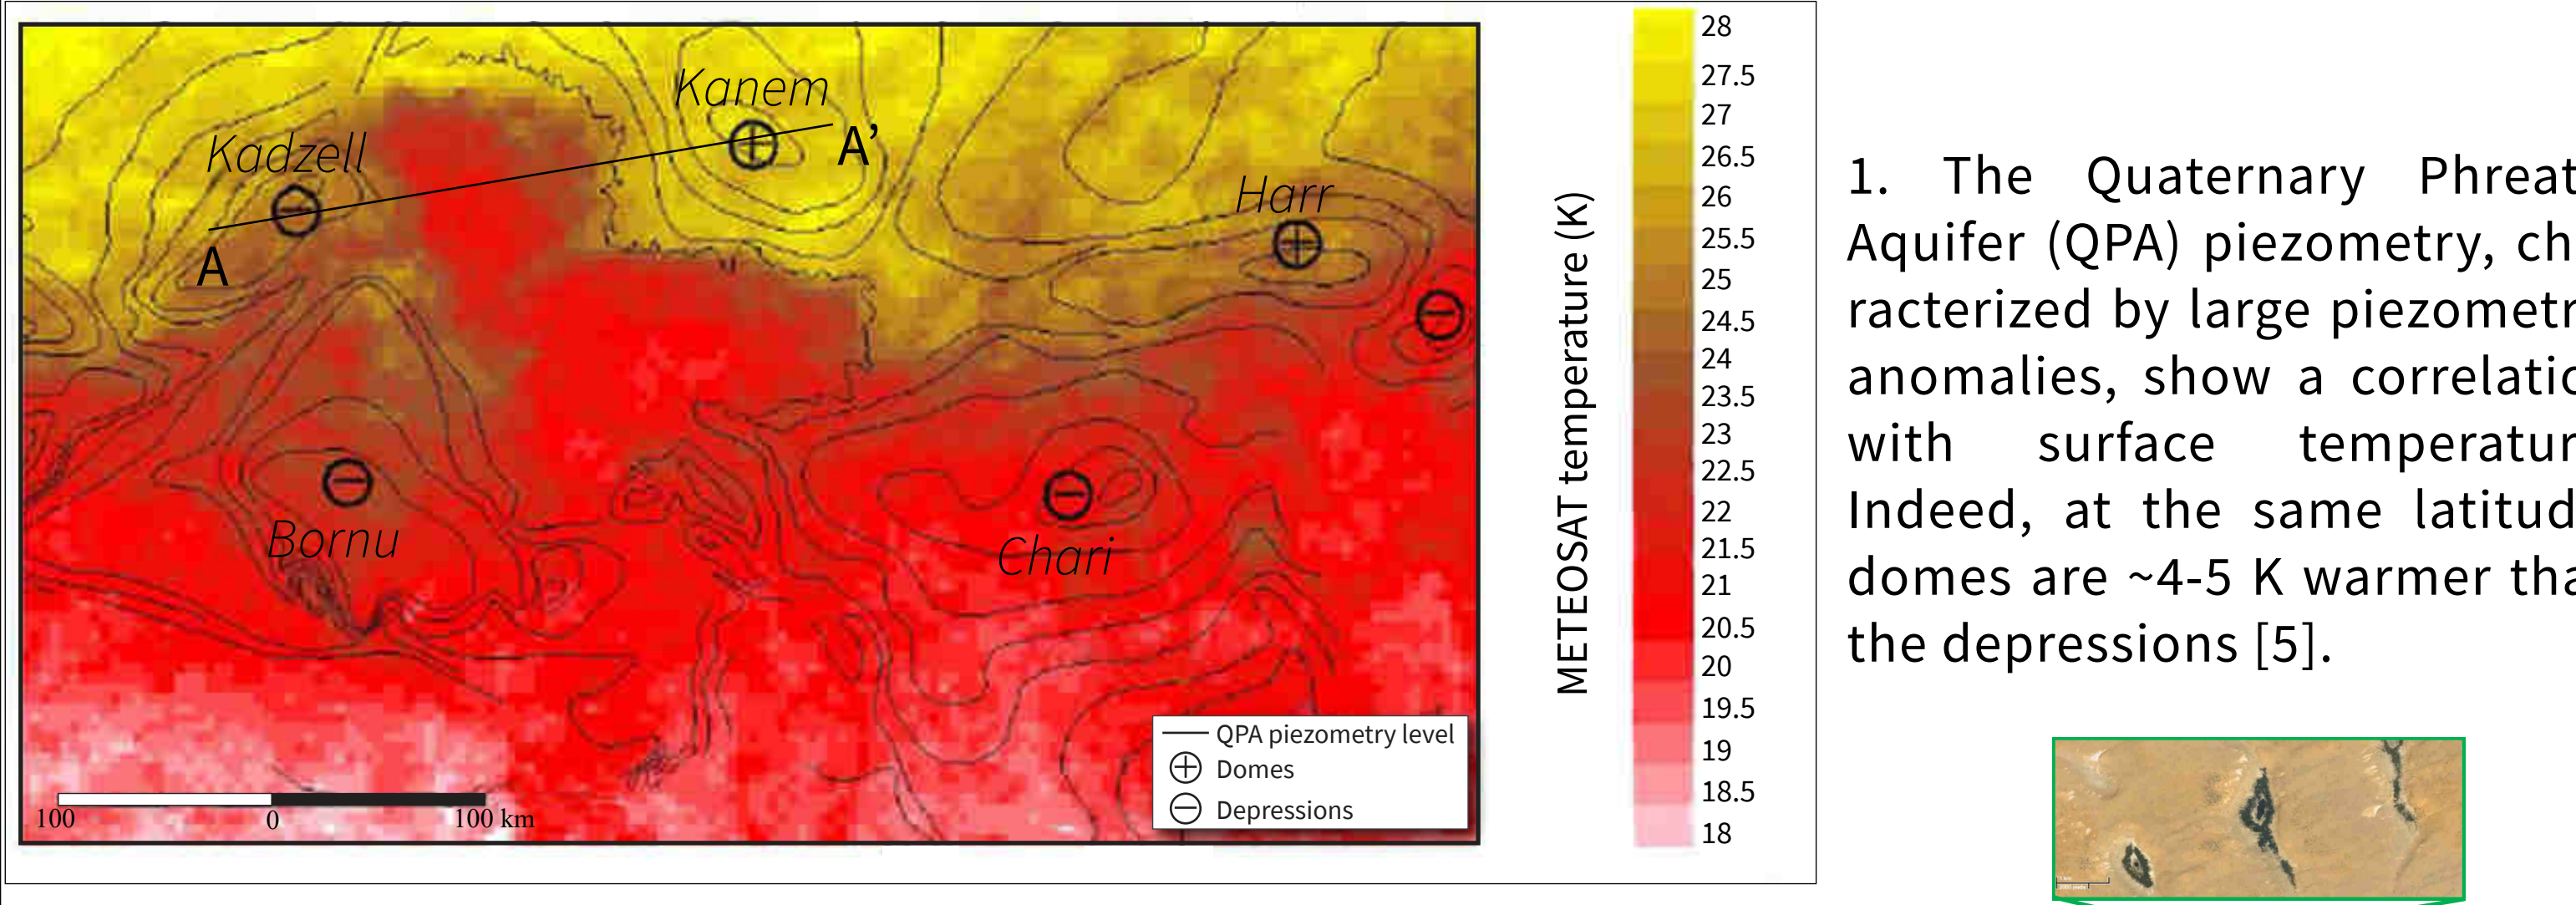 Kanem
A’
Kadzell
A
Harr
Bornu
Chari
QPA piezometry level
Domes
Depressions
100 0 100 km
METEOSAT temperature (K)
28
27.5
27
26.5
26
25.5
25
24.5
24
23.5
23
22.5
22
21.5
21
20.5
20
19.5
19
18.5
18
1. The Quaternary Phreat
Aquifer (QPA) piezometry, ch
racterized by large piezometr
anomalies, show a correlatio
with surface temperatur
Indeed, at the same latitud
domes are ~4-5 K warmer tha
the depressions [5].